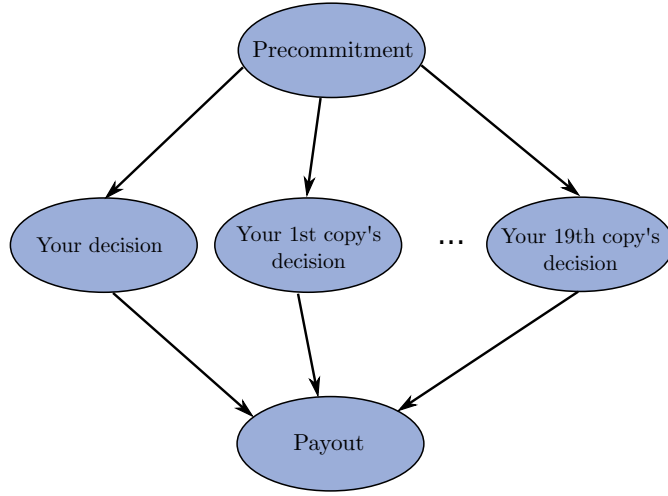 Precommitment
Your decision
Your 1st copy's
decision
...
Your 19th copy's
decision
Payout